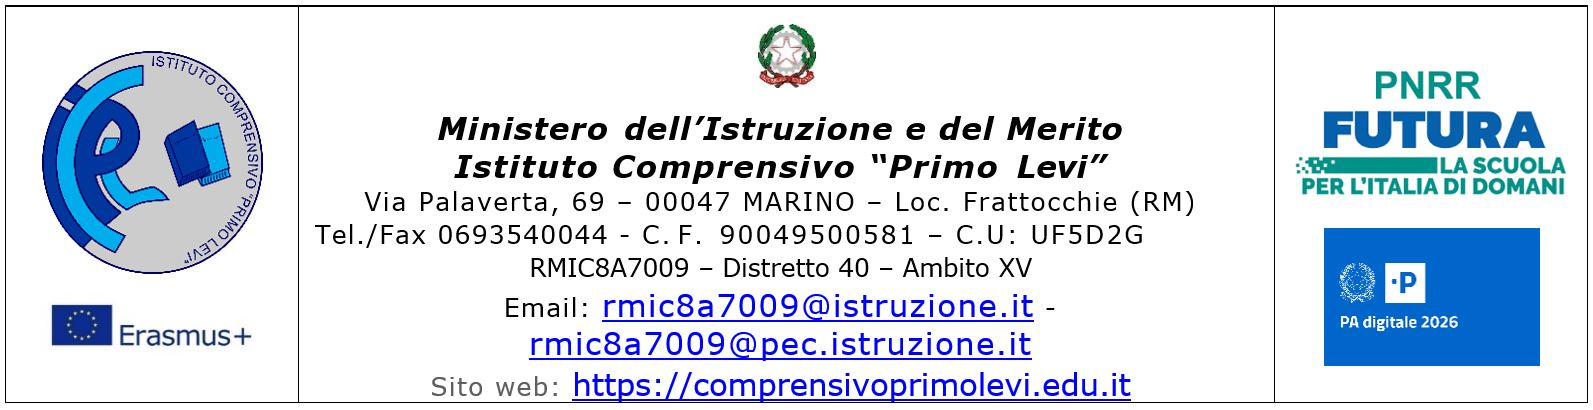 ISTITUTO COMPRENSIVO "PRIMO LEVI"
Erasmus+
Ministero dell’Istruzione e del Merito
Istituto Comprensivo “Primo Levi”
Via Palaverta, 69 – 00047 MARINO – Loc. Frattocchie (RM)
Tel./Fax 0693540044 - C. F. 90049500581 – C.U: UF5D2G
RMIC8A7009 – Distretto 40 – Ambito XV
Email: rmic8a7009@istruzione.it -
rmic8a7009@pec.istruzione.it
Sito web: https://comprensivoprimolevi.edu.it
PNRR
FUTURA
LA SCUOLA
PER L’ITALIA DI DOMANI
·P
PA digitale 2026